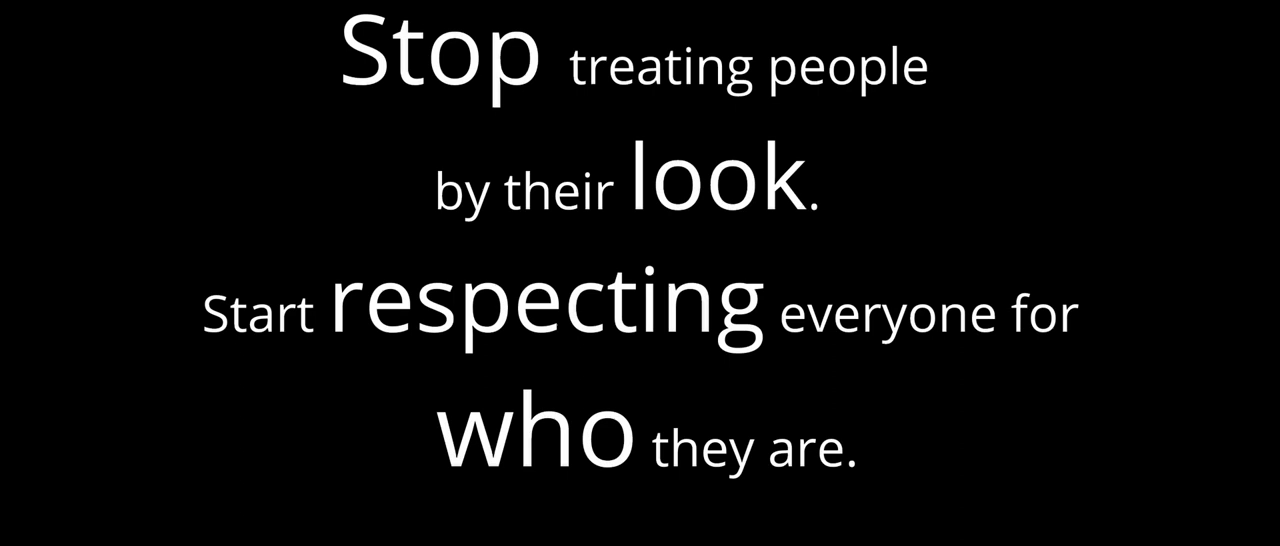 Stop treating people
by their look.
Start respecting everyone for
who they are.